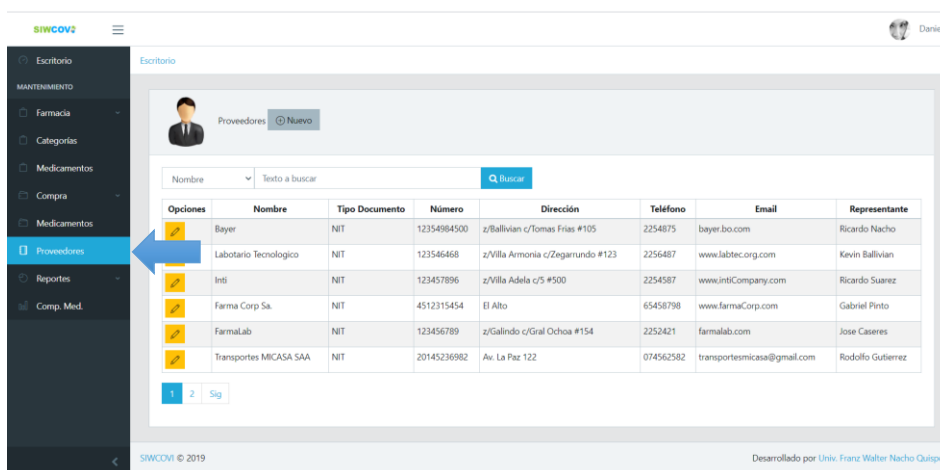 SIWCOVI
Danie
Escritorio
MANTENIMIENTO
Farmacia
Categorías
Medicamentos
Compra
Medicamentos
Proveedores
Reportes
Comp. Med.
Escritorio
Proveedores Nuevo
Nombre Texto a buscar Buscar
Opciones Nombre Tipo Documento Número Dirección Teléfono Email Representante
Bayer NIT 12354984500 z/Ballivian c/Tomas Frias #105 2254875 bayer.bo.com Ricardo Nacho
Labotario Tecnologico NIT 123546468 z/Villa Armonia c/Zegarrundo #123 2256487 www.labtec.org.com Kevin Ballivian
Inti NIT 123457896 z/Villa Adela c/5 #500 2254587 www.intiCompany.com Ricardo Suarez
Farma Corp Sa. NIT 4512315454 El Alto 65458798 www.farmaCorp.com Gabriel Pinto
FarmaLab NIT 123456789 z/Galindo c/Gral Ochoa #154 2252421 farmalab.com Jose Caseres
Transportes MICASA SAA NIT 20145236982 Av. La Paz 122 074562582 transportesmicasa@gmail.com Rodolfo Gutierrez
1 2 Sig
SIWCOVI © 2019 Desarrollado por Univ. Franz Walter Nacho Quispe